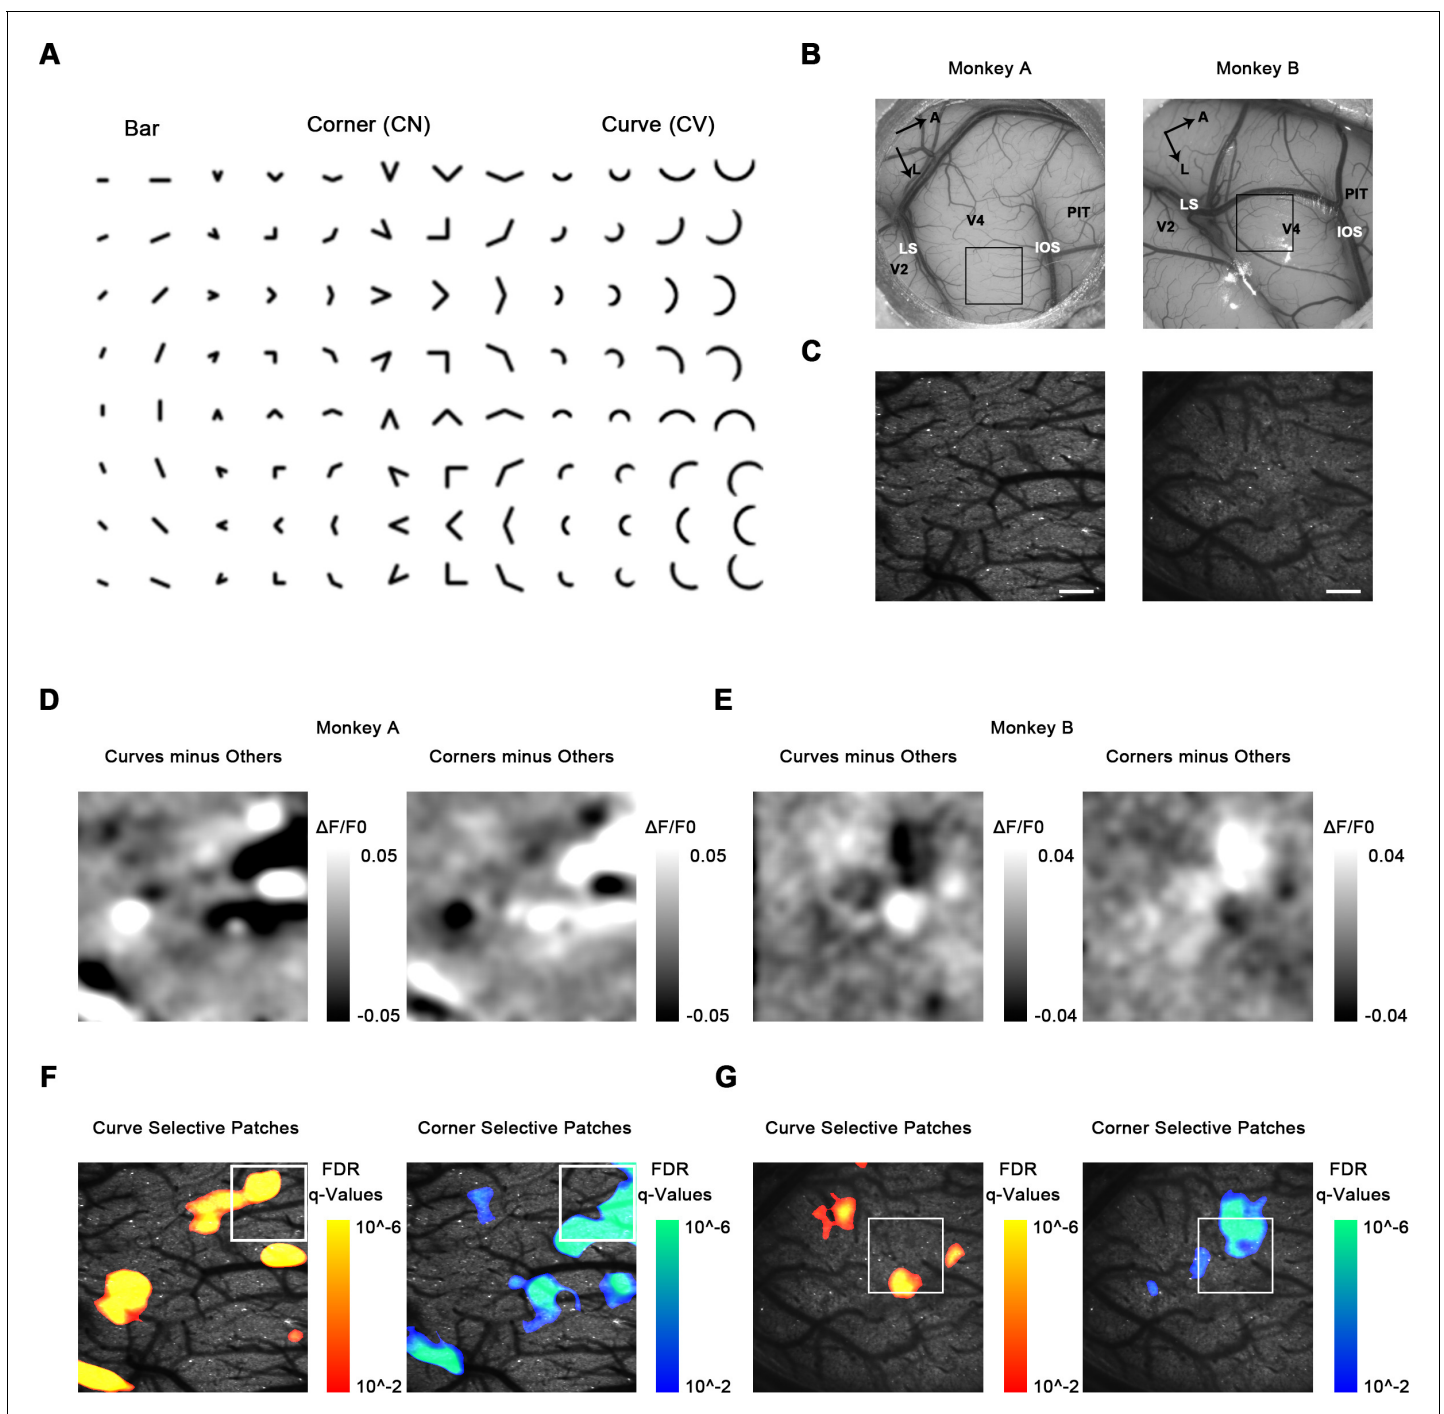 A
Bar
Corner (CN)
Curve (CV)
B
Monkey A
Monkey B
A
L
V4
PIT
LS
IOS
V2
A
L
PIT
LS
V2
V4
IOS
C
D
Monkey A
Curves minus Others
Corners minus Others
ΔF/F0
0.05
-0.05
ΔF/F0
0.05
-0.05
E
Monkey B
Curves minus Others
Corners minus Others
ΔF/F0
0.04
-0.04
ΔF/F0
0.04
-0.04
F
Curve Selective Patches
Corner Selective Patches
FDR
q-Values
10^-6
10^-2
FDR
q-Values
10^-6
10^-2
G
Curve Selective Patches
Corner Selective Patches
FDR
q-Values
10^-6
10^-2
FDR
q-Values
10^-6
10^-2